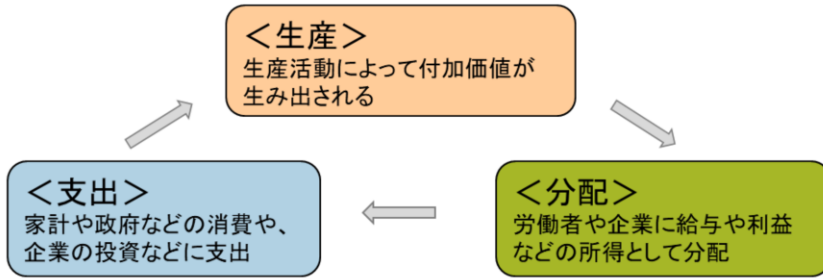 ＜生産＞
生産活動によって付加価値が
生み出される
＜支出＞
家計や政府などの消費や、
企業の投資などに支出
＜分配＞
労働者や企業に給与や利益
などの所得として分配